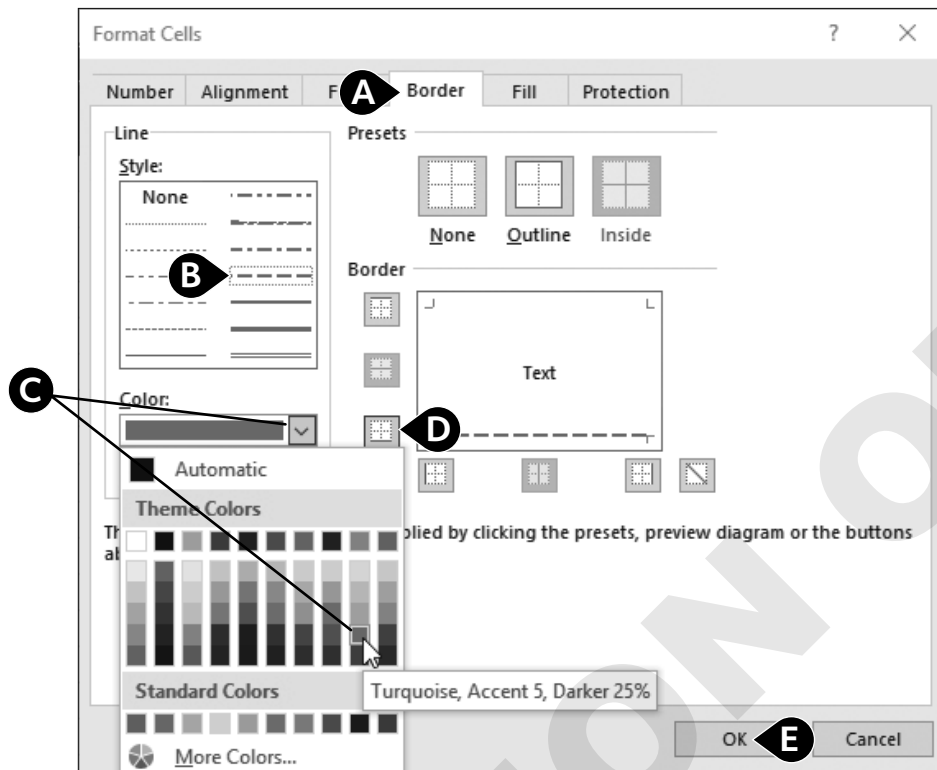 Format Cells ? ×
Number Alignment F A Border Fill Protection
Line
Style:
None
B
Presets
None Outline Inside
Border
Text
C
Color:
D
Automatic
Theme Colors
Th plied by clicking the presets, preview diagram or the buttons
ab
Turquoise, Accent 5, Darker 25%
Standard Colors
More Colors...
OK E Cancel
ON O